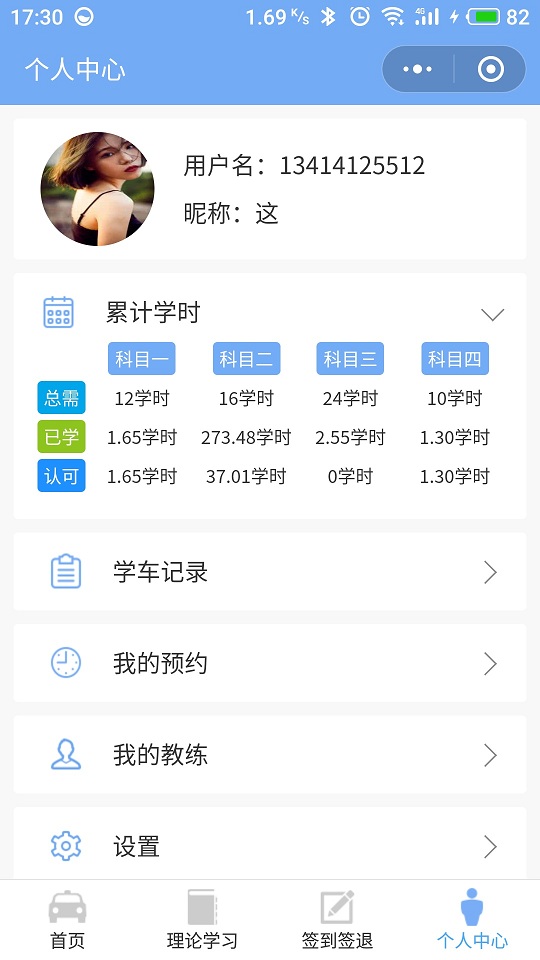 17:30 1.69 K/s 4G 82
个人中心
用户名：13414125512
昵称：这
累计学时
科目一 科目二 科目三 科目四
总需 12学时 16学时 24学时 10学时
已学 1.65学时 273.48学时 2.55学时 1.30学时
认可 1.65学时 37.01学时 0学时 1.30学时
学车记录
我的预约
我的教练
设置
首页 理论学习 签到签退 个人中心